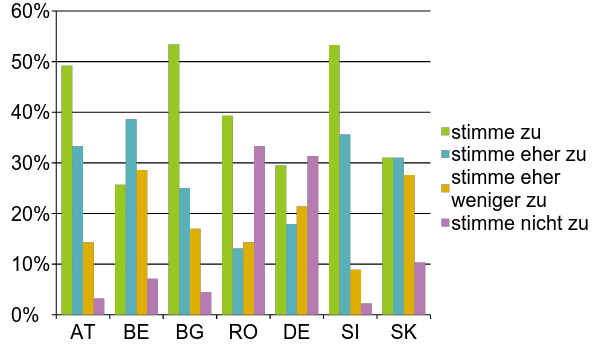 60%
50%
40%
30%
20%
10%
0%
AT BE BG RO DE SI SK
stimme zu
stimme eher zu
stimme eher
weniger zu
stimme nicht zu